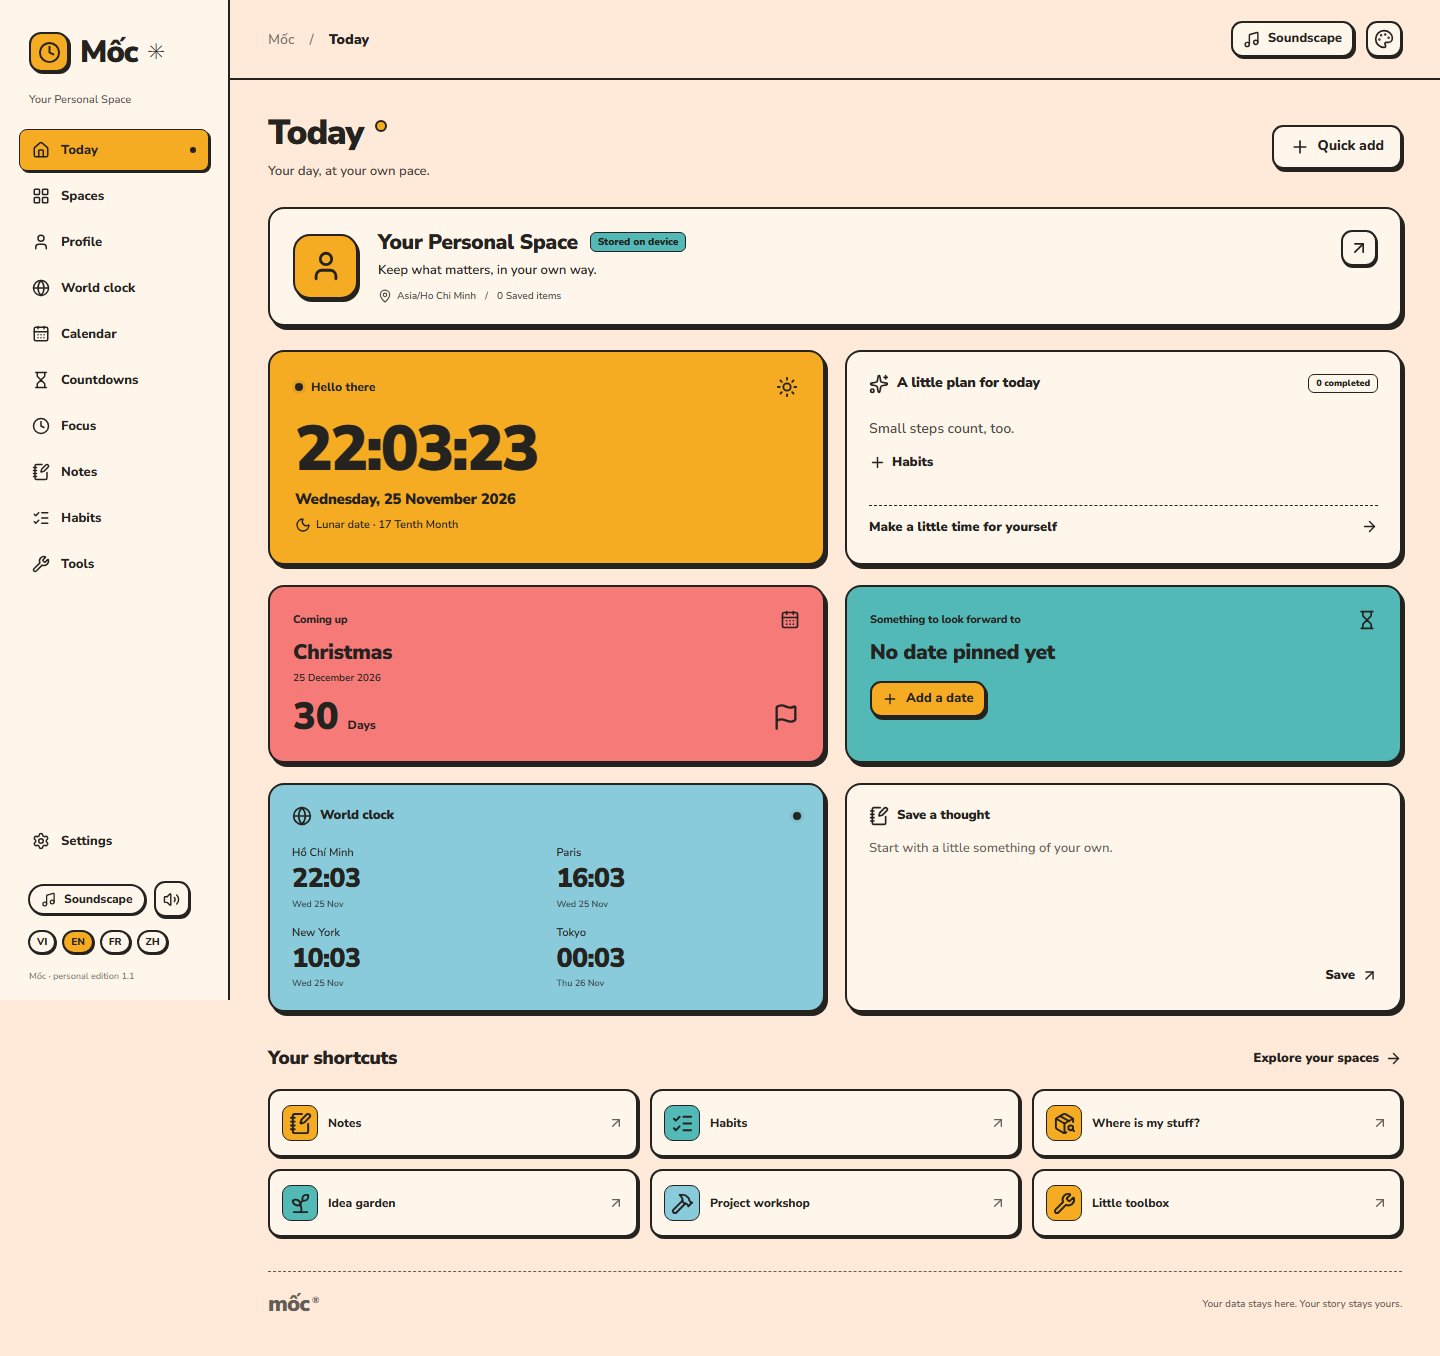 Mốc
Your Personal Space
Today
Spaces
Profile
World clock
Calendar
Countdowns
Focus
Notes
Habits
Tools
Settings
Soundscape
VI EN FR ZH
Mốc · personal edition 1.1
Mốc / Today
Soundscape
Today
Your day, at your own pace.
Quick add
Your Personal Space Stored on device
Keep what matters, in your own way.
Asia/Ho Chi Minh / 0 Saved items
Hello there
22:03:23
Wednesday, 25 November 2026
Lunar date · 17 Tenth Month
A little plan for today 0 completed
Small steps count, too.
+ Habits
Make a little time for yourself
Coming up
Christmas
25 December 2026
30 Days
Something to look forward to
No date pinned yet
+ Add a date
World clock
Hồ Chí Minh
22:03
Wed 25 Nov
Paris
16:03
Wed 25 Nov
New York
10:03
Wed 25 Nov
Tokyo
00:03
Thu 26 Nov
Save a thought
Start with a little something of your own.
Save
Your shortcuts
Explore your spaces
Notes
Habits
Where is my stuff?
Idea garden
Project workshop
Little toolbox
mốc®
Your data stays here. Your story stays yours.